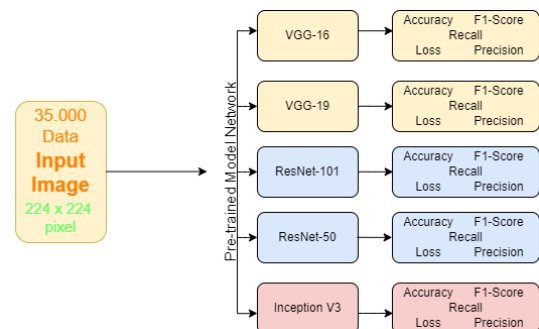 35.000
Data
Input
Image
224 x 224
pixel
Pre-trained Model Network
VGG-16
Accuracy F1-Score
Recall
Loss Precision
VGG-19
Accuracy F1-Score
Recall
Loss Precision
ResNet-101
Accuracy F1-Score
Recall
Loss Precision
ResNet-50
Accuracy F1-Score
Recall
Loss Precision
Inception V3
Accuracy F1-Score
Recall
Loss Precision